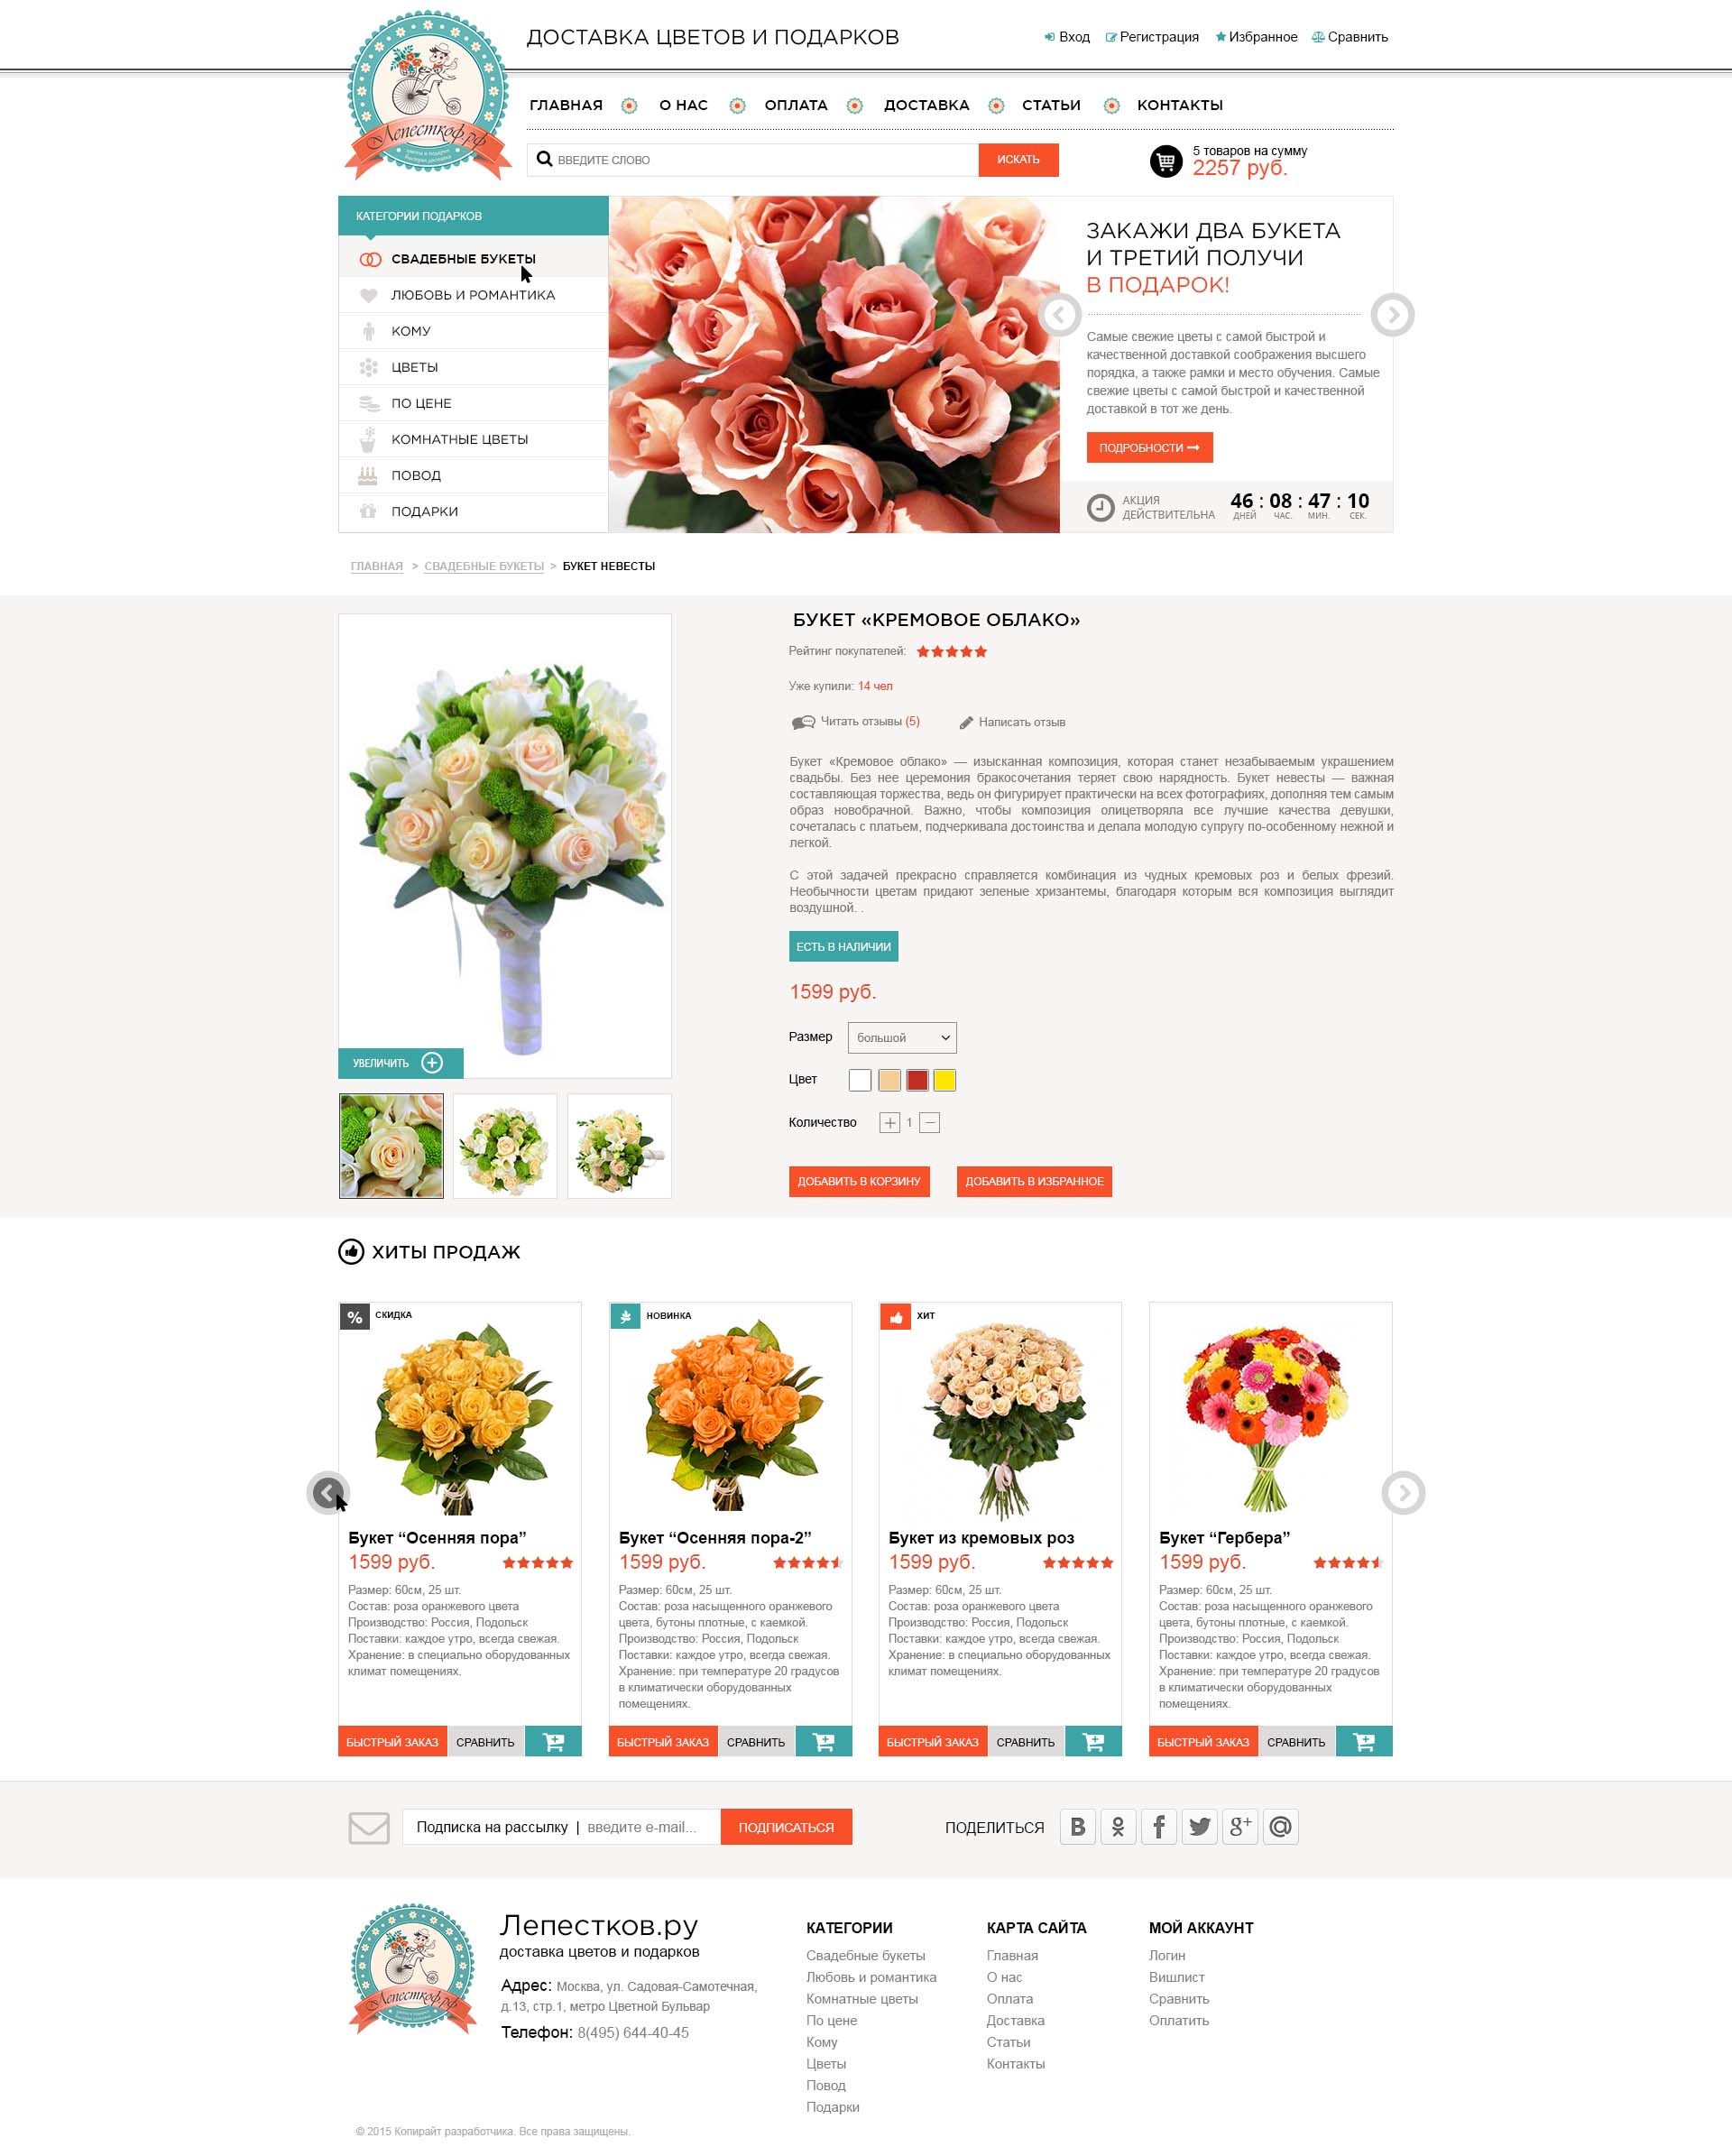 ДОСТАВКА ЦВЕТОВ И ПОДАРКОВ
Вход Регистрация Избранное Сравнить
Лепесткоф.рф
цветы и подарки
быстрая доставка
ГЛАВНАЯ О НАС ОПЛАТА ДОСТАВКА СТАТЬИ КОНТАКТЫ
ВВЕДИТЕ СЛОВО ИСКАТЬ
5 товаров на сумму
2257 руб.
КАТЕГОРИИ ПОДАРКОВ
СВАДЕБНЫЕ БУКЕТЫ
ЛЮБОВЬ И РОМАНТИКА
КОМУ
ЦВЕТЫ
ПО ЦЕНЕ
КОМНАТНЫЕ ЦВЕТЫ
ПОВОД
ПОДАРКИ
ЗАКАЖИ ДВА БУКЕТА
И ТРЕТИЙ ПОЛУЧИ
В ПОДАРОК!
Самые свежие цветы с самой быстрой и
качественной доставкой соображения высшего
порядка, а также рамки и место обучения. Самые
свежие цветы с самой быстрой и качественной
доставкой в тот же день.
ПОДРОБНОСТИ
АКЦИЯ
ДЕЙСТВИТЕЛЬНА
46 : 08 : 47 : 10
ДНЕЙ ЧАС. МИН. СЕК.
ГЛАВНАЯ > СВАДЕБНЫЕ БУКЕТЫ > БУКЕТ НЕВЕСТЫ
БУКЕТ «КРЕМОВОЕ ОБЛАКО»
Рейтинг покупателей:
Уже купили: 14 чел
Читать отзывы (5) Написать отзыв
Букет «Кремовое облако» — изысканная композиция, которая станет незабываемым украшением
свадьбы. Без нее церемония бракосочетания теряет свою нарядность. Букет невесты — важная
составляющая торжества, ведь он фигурирует практически на всех фотографиях, дополняя тем самым
образ новобрачной. Важно, чтобы композиция олицетворяла все лучшие качества девушки,
сочеталась с платьем, подчеркивала достоинства и делала молодую супругу по-особенному нежной и
легкой.
С этой задачей прекрасно справляется комбинация из чудных кремовых роз и белых фрезий.
Необычности цветам придают зеленые хризантемы, благодаря которым вся композиция выглядит
воздушной. .
ЕСТЬ В НАЛИЧИИ
1599 руб.
Размер большой
Цвет
Количество + 1 −
УВЕЛИЧИТЬ
ДОБАВИТЬ В КОРЗИНУ ДОБАВИТЬ В ИЗБРАННОЕ
ХИТЫ ПРОДАЖ
% СКИДКА
Букет “Осенняя пора”
1599 руб.
Размер: 60см, 25 шт.
Состав: роза оранжевого цвета
Производство: Россия, Подольск
Поставки: каждое утро, всегда свежая.
Хранение: в специально оборудованных
климат помещениях.
БЫСТРЫЙ ЗАКАЗ СРАВНИТЬ
НОВИНКА
Букет “Осенняя пора-2”
1599 руб.
Размер: 60см, 25 шт.
Состав: роза насыщенного оранжевого
цвета, бутоны плотные, с каемкой.
Производство: Россия, Подольск
Поставки: каждое утро, всегда свежая.
Хранение: при температуре 20 градусов
в климатически оборудованных
помещениях.
БЫСТРЫЙ ЗАКАЗ СРАВНИТЬ
ХИТ
Букет из кремовых роз
1599 руб.
Размер: 60см, 25 шт.
Состав: роза оранжевого цвета
Производство: Россия, Подольск
Поставки: каждое утро, всегда свежая.
Хранение: в специально оборудованных
климат помещениях.
БЫСТРЫЙ ЗАКАЗ СРАВНИТЬ
Букет “Гербера”
1599 руб.
Размер: 60см, 25 шт.
Состав: роза насыщенного оранжевого
цвета, бутоны плотные, с каемкой.
Производство: Россия, Подольск
Поставки: каждое утро, всегда свежая.
Хранение: при температуре 20 градусов
в климатически оборудованных
помещениях.
БЫСТРЫЙ ЗАКАЗ СРАВНИТЬ
Подписка на рассылку | введите e-mail... ПОДПИСАТЬСЯ
ПОДЕЛИТЬСЯ
Лепесткоф.рф
Лепестков.ру
доставка цветов и подарков
Адрес: Москва, ул. Садовая-Самотечная,
д.13, стр.1, метро Цветной Бульвар
Телефон: 8(495) 644-40-45
КАТЕГОРИИ
Свадебные букеты
Любовь и романтика
Комнатные цветы
По цене
Кому
Цветы
Повод
Подарки
КАРТА САЙТА
Главная
О нас
Оплата
Доставка
Статьи
Контакты
МОЙ АККАУНТ
Логин
Вишлист
Сравнить
Оплатить
© 2015 Копирайт разработчика. Все права защищены.